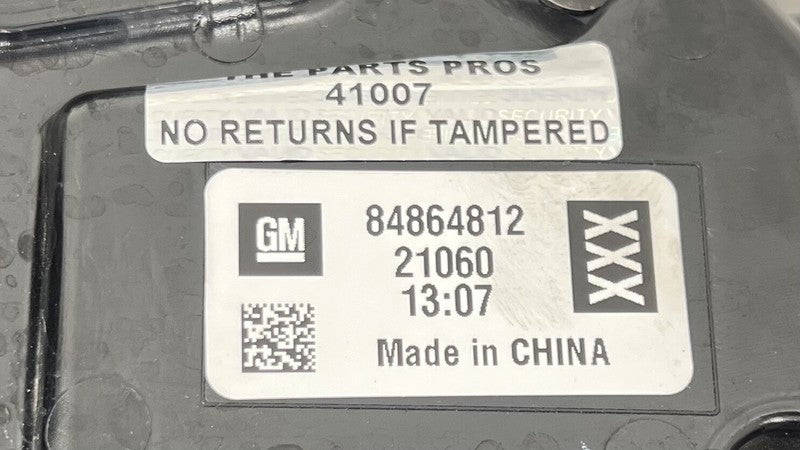 THE PARTS PROS
41007
NO RETURNS IF TAMPERED
GM
84864812
21060
13:07
Made in CHINA
XXX